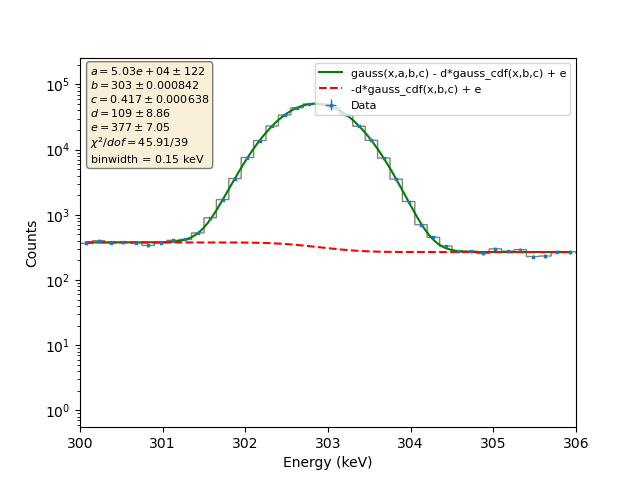 a = 5.03e + 04 ± 122
b = 303 ± 0.000842
c = 0.417 ± 0.000638
d = 109 ± 8.86
e = 377 ± 7.05
χ²/dof = 45.91/39
binwidth = 0.15 keV
gauss(x,a,b,c) - d*gauss_cdf(x,b,c) + e
-d*gauss_cdf(x,b,c) + e
Data
10⁵
10⁴
10³
10²
10¹
10⁰
Counts
300 301 302 303 304 305 306
Energy (keV)